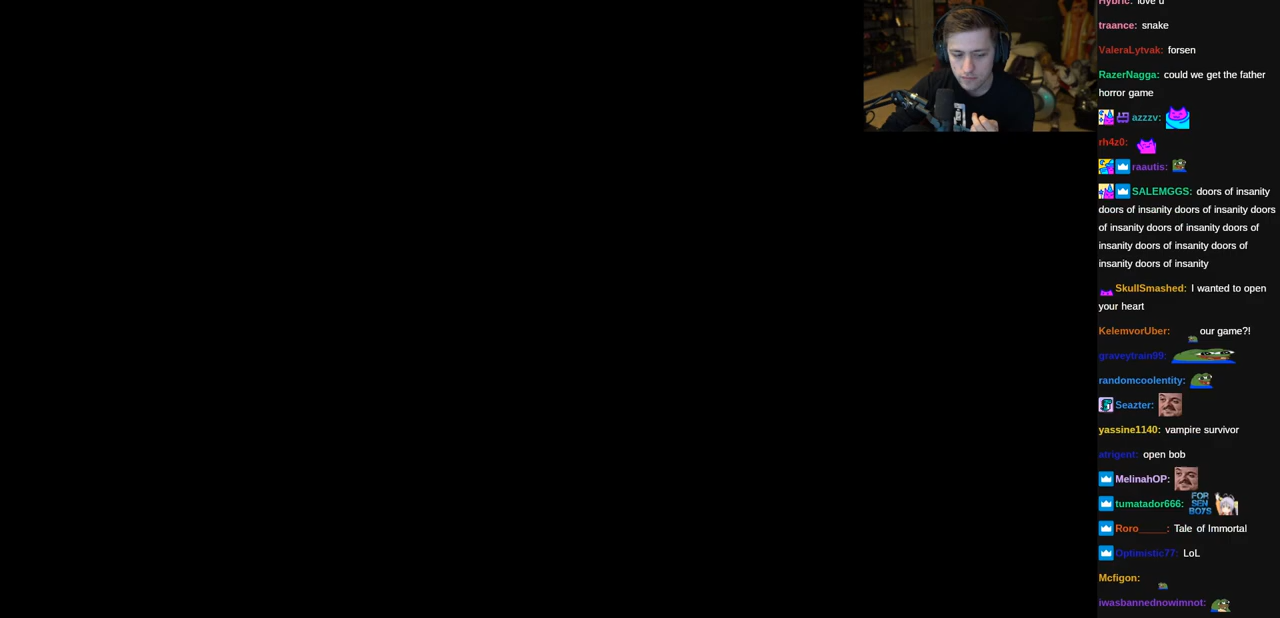 Hybric: love u
traance: snake
ValeraLytvak: forsen
RazerNagga: could we get the father
horror game
azzzv:
rh4z0:
raautis:
SALEMGGS: doors of insanity
doors of insanity doors of insanity doors
of insanity doors of insanity doors of
insanity doors of insanity doors of
insanity doors of insanity
SkullSmashed: I wanted to open
your heart
KelemvorUber: our game?!
graveytrain99:
randomcoolentity:
Seazter:
yassine1140: vampire survivor
atrigent: open bob
MelinahOP:
tumatador666: FOR SEN BOYS
Roro_____: Tale of Immortal
Optimistic77: LoL
Mcfigon:
iwasbannednowimnot: